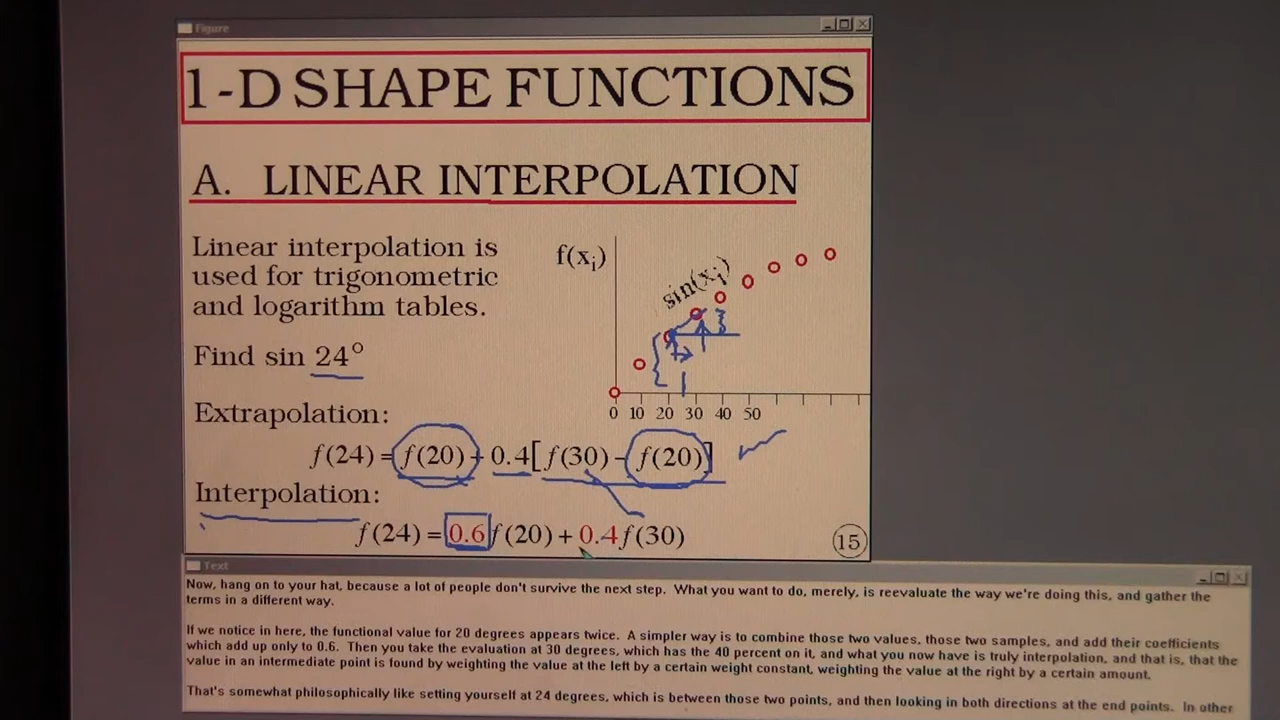 Figure
1-D SHAPE FUNCTIONS
A. LINEAR INTERPOLATION
Linear interpolation is
used for trigonometric
and logarithm tables.
Find sin 24°
f(xᵢ)
sin(xᵢ)
0 10 20 30 40 50
Extrapolation:
f(24) = f(20) + 0.4[f(30) – f(20)]
Interpolation:
f(24) = 0.6f(20) + 0.4f(30)
15
Text
Now, hang on to your hat, because a lot of people don't survive the next step. What you want to do, merely, is reevaluate the way we're doing this, and gather the
terms in a different way.
If we notice in here, the functional value for 20 degrees appears twice. A simpler way is to combine those two values, those two samples, and add their coefficients
which add up only to 0.6. Then you take the evaluation at 30 degrees, which has the 40 percent on it, and what you now have is truly interpolation, and that is, that the
value in an intermediate point is found by weighting the value at the left by a certain weight constant, weighting the value at the right by a certain amount.
That's somewhat philosophically like setting yourself at 24 degrees, which is between those two points, and then looking in both directions at the end points. In other